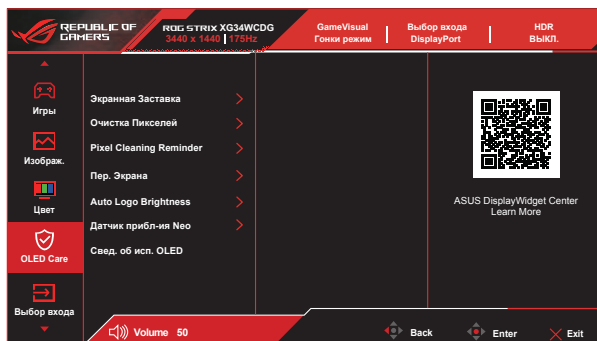 REPUBLIC OF
GAMERS
ROG STRIX XG34WCDG
3440 x 1440 | 175Hz
GameVisual
Гонки режим
Выбор входа
DisplayPort
HDR
ВЫКЛ.
Игры
Изображ.
Цвет
OLED Care
Выбор входа
Экранная Заставка
Очистка Пикселей
Pixel Cleaning Reminder
Пер. Экрана
Auto Logo Brightness
Датчик прибл-ия Neo
Свед. об исп. OLED
ASUS DisplayWidget Center
Learn More
Volume 50
Back
Enter
Exit